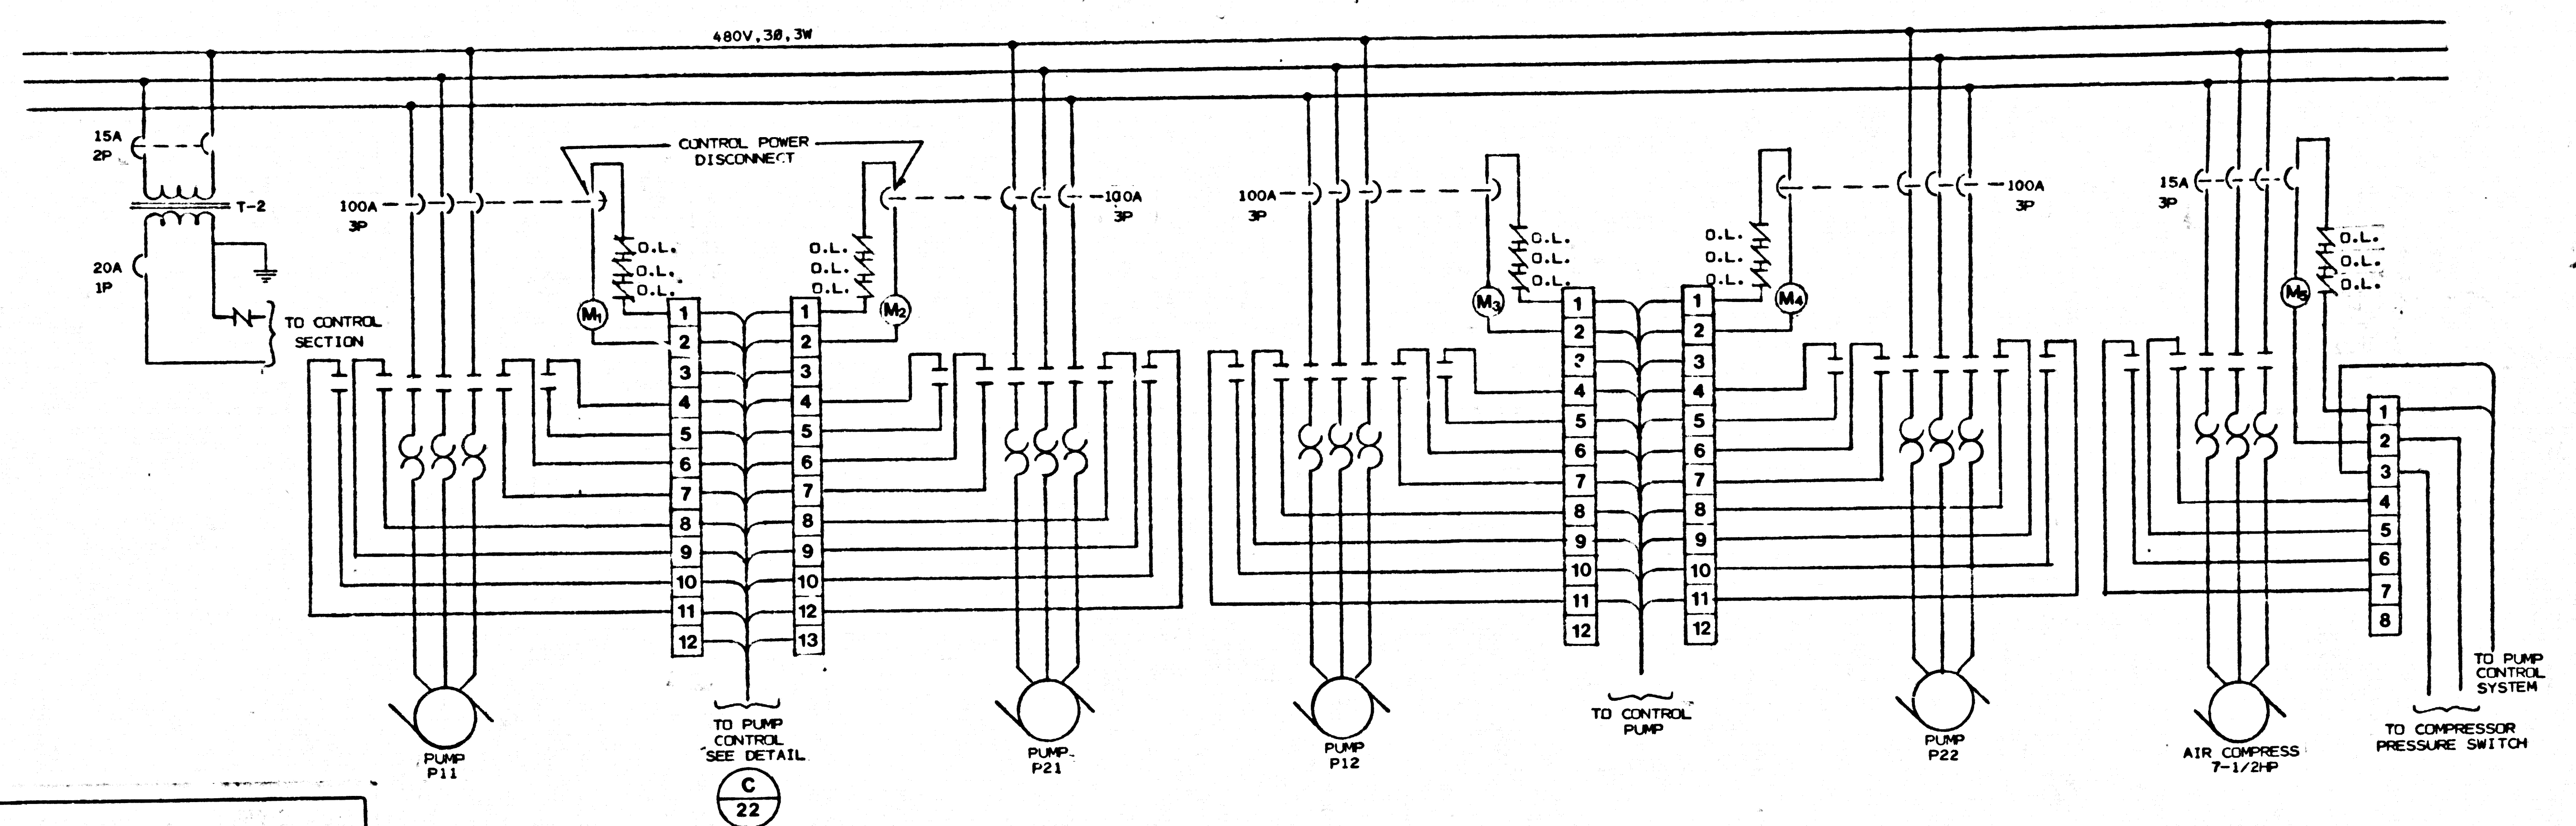 480V,3Ø,3W
15A
2P
T-2
20A
1P
TO CONTROL
SECTION
100A
3P
CONTROL POWER
DISCONNECT
O.L.
O.L.
O.L.
M1
O.L.
O.L.
O.L.
M2
100A
3P
1
2
3
4
5
6
7
8
9
10
11
12
1
2
3
4
5
6
7
8
9
10
12
13
PUMP
P11
TO PUMP
CONTROL
SEE DETAIL
C
22
PUMP
P21
100A
3P
O.L.
O.L.
O.L.
M3
O.L.
O.L.
O.L.
M4
100A
3P
1
2
3
4
5
6
7
8
9
10
11
12
1
2
3
4
5
6
7
8
9
10
11
12
PUMP
P12
TO CONTROL
PUMP
PUMP
P22
15A
3P
O.L.
O.L.
O.L.
M5
1
2
3
4
5
6
7
8
AIR COMPRESS
7-1/2HP
TO PUMP
CONTROL
SYSTEM
TO COMPRESSOR
PRESSURE SWITCH